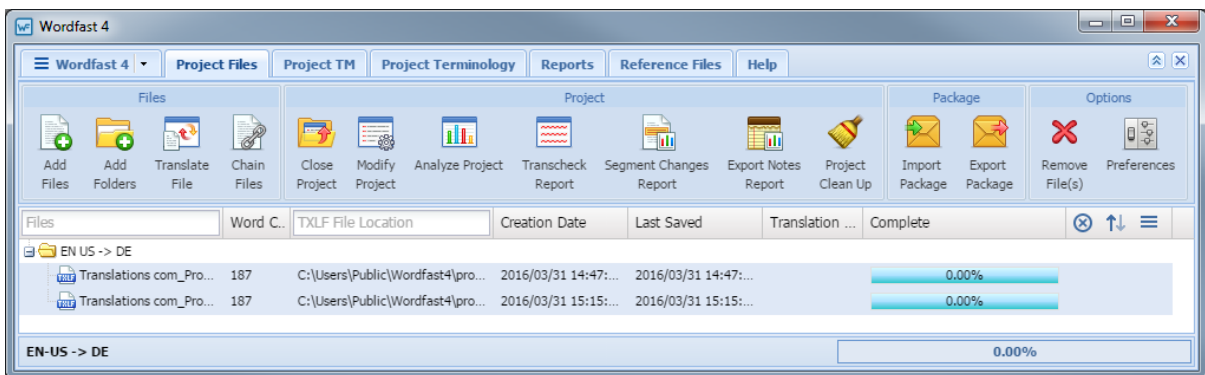 Wordfast 4
Wordfast 4 Project Files Project TM Project Terminology Reports Reference Files Help
Files Project Package Options
Add Files
Add Folders
Translate File
Chain Files
Close Project
Modify Project
Analyze Project
Transcheck Report
Segment Changes Report
Export Notes Report
Project Clean Up
Import Package
Export Package
Remove File(s)
Preferences
Files Word C.. TXLF File Location Creation Date Last Saved Translation ... Complete
EN US -> DE
TXLF Translations com_Pro... 187 C:\Users\Public\Wordfast4\pro... 2016/03/31 14:47:... 2016/03/31 14:47:... 0.00%
TXLF Translations com_Pro... 187 C:\Users\Public\Wordfast4\pro... 2016/03/31 15:15:... 2016/03/31 15:15:... 0.00%
EN-US -> DE 0.00%